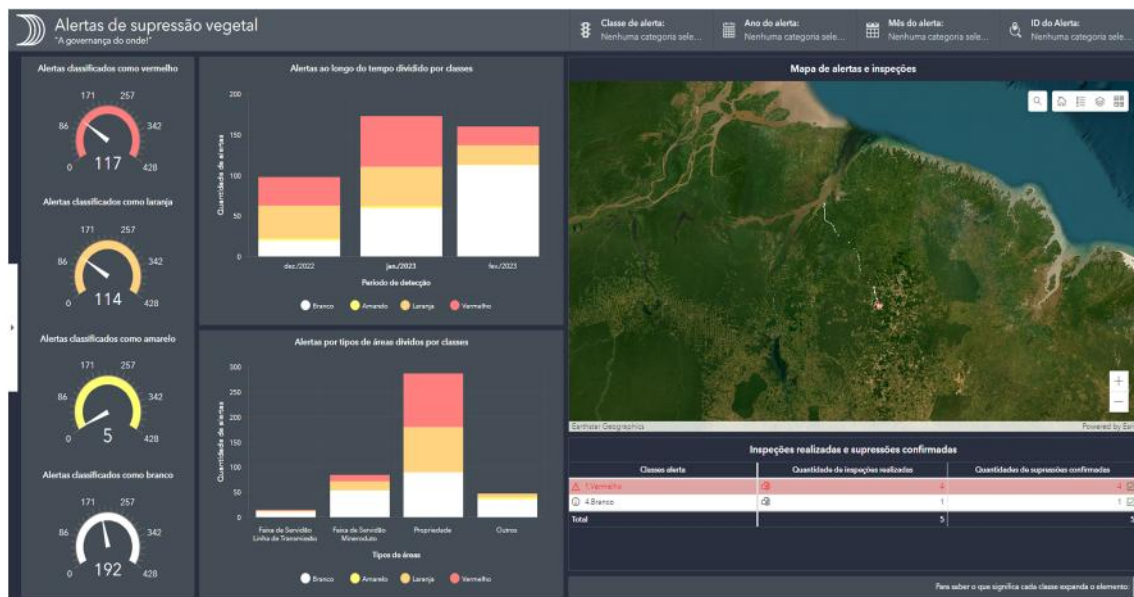 Alertas de supressão vegetal
"A governança do onde!"
Classe de alerta:
Nenhuma categoria sele...
Ano do alerta:
Nenhuma categoria sele...
Mês do alerta:
Nenhuma categoria sele...
ID do Alerta:
Nenhuma categoria sele...
Alertas classificados como vermelho
171 257
86 342
0 428
117
Alertas classificados como laranja
171 257
86 342
0 428
114
Alertas classificados como amarelo
171 257
86 342
0 428
5
Alertas classificados como branco
171 257
86 342
0 428
192
Alertas ao longo do tempo dividido por classes
Quantidade de alertas
200
150
100
50
0
dez./2022 jan./2023 fev./2023
Período de detecção
Branco Amarelo Laranja Vermelho
Alertas por tipos de áreas dividos por classes
Quantidade de alertas
300
250
200
150
100
50
0
Faixa de Servidão Faixa de Servidão Propriedade Outros
Linha de Transmissão Mineroduto
Tipos de áreas
Branco Amarelo Laranja Vermelho
Mapa de alertas e inspeções
+
−
Earthstar Geographics Powered by Esri
Inspeções realizadas e supressões confirmadas
Classes alerta Quantidade de inspeções realizadas Quantidades de supressões confirmadas
1.Vermelho 4 4
4.Branco 1 1
Total 5 5
Para saber o que significa cada classe expanda o elemento: